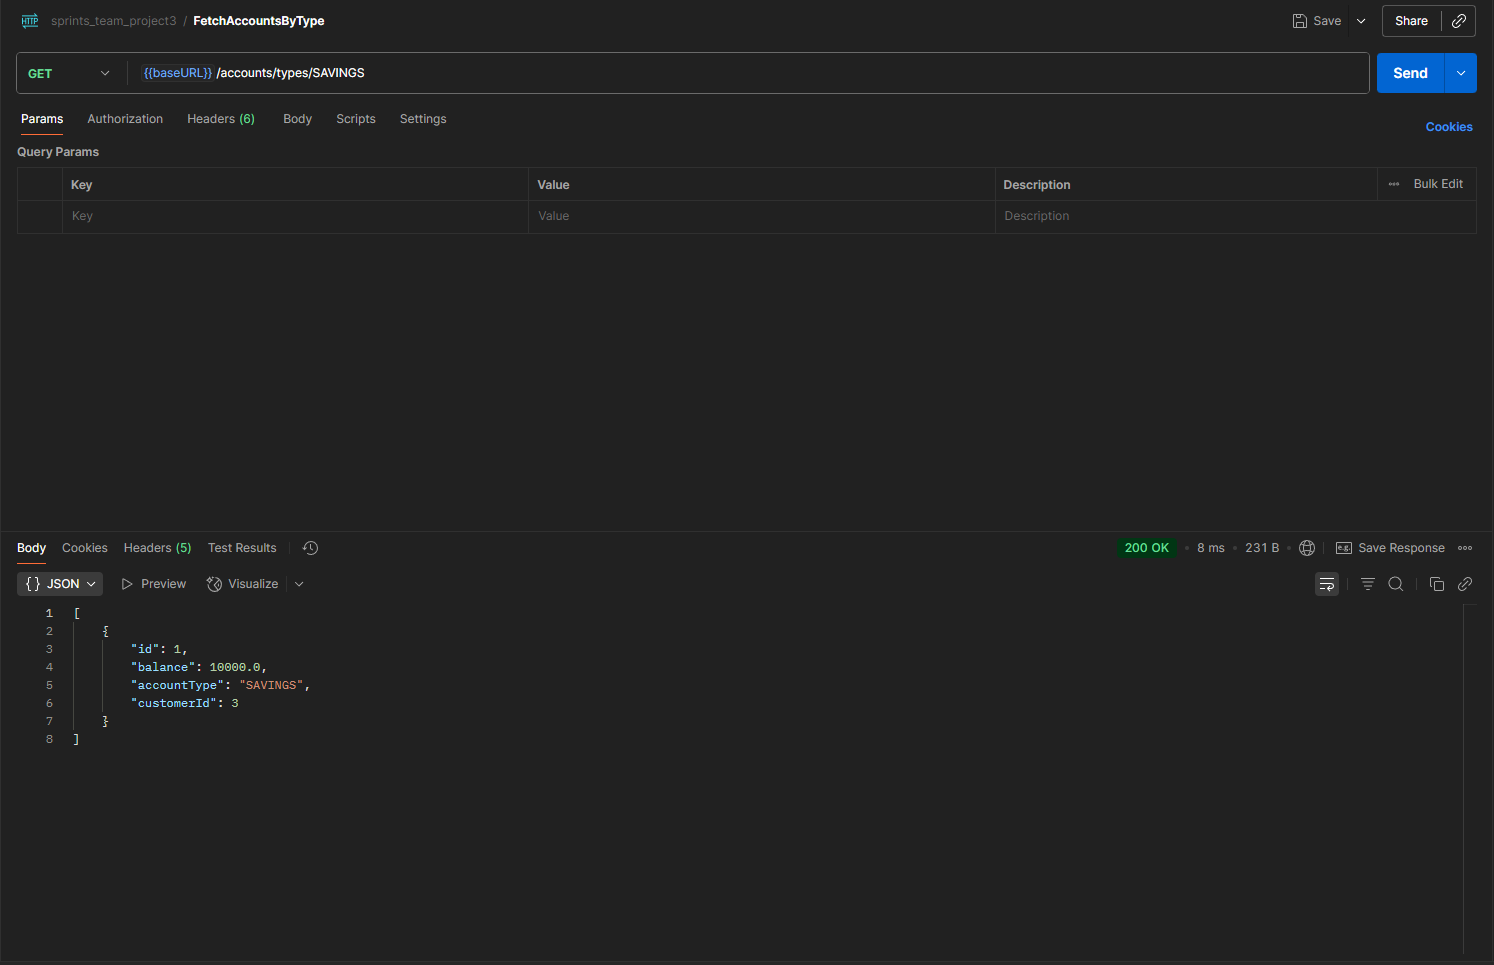 HTTP sprints_team_project3 / FetchAccountsByType Save Share
GET {{baseURL}} /accounts/types/SAVINGS Send
Params Authorization Headers (6) Body Scripts Settings Cookies
Query Params
Key Value Description Bulk Edit
Key Value Description
Body Cookies Headers (5) Test Results 200 OK 8 ms 231 B e.g. Save Response
{} JSON Preview Visualize
1 [
2 {
3 "id": 1,
4 "balance": 10000.0,
5 "accountType": "SAVINGS",
6 "customerId": 3
7 }
8 ]